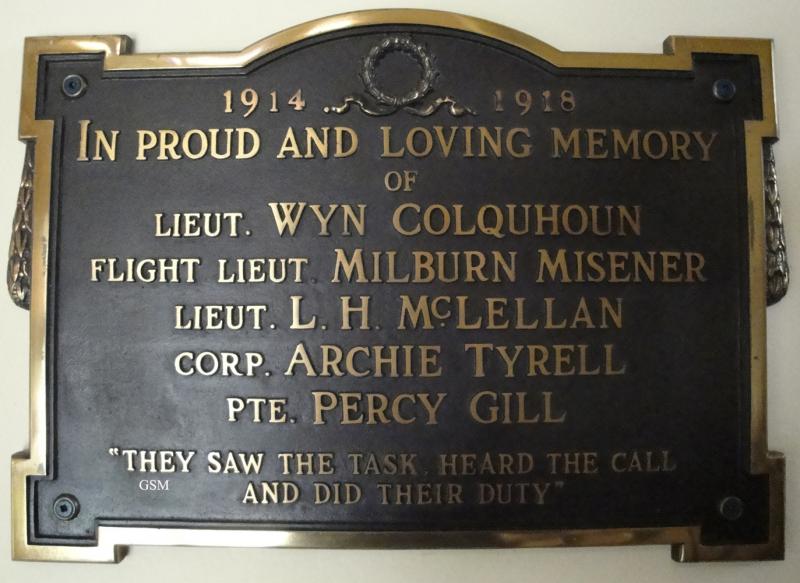 1914 .. 1918
IN PROUD AND LOVING MEMORY
OF
LIEUT. WYN COLQUHOUN
FLIGHT LIEUT. MILBURN MISENER
LIEUT. L. H. McLELLAN
CORP. ARCHIE TYRELL
PTE. PERCY GILL
"THEY SAW THE TASK, HEARD THE CALL
AND DID THEIR DUTY"
GSM